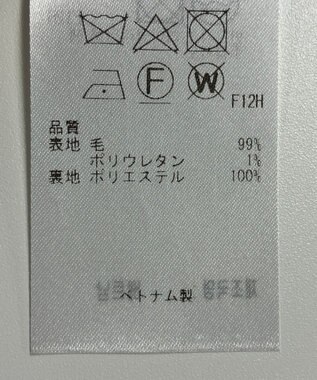 F
W
F12H
品質
表地 毛 99%
ポリウレタン 1%
裏地 ポリエステル 100%
ベトナム製